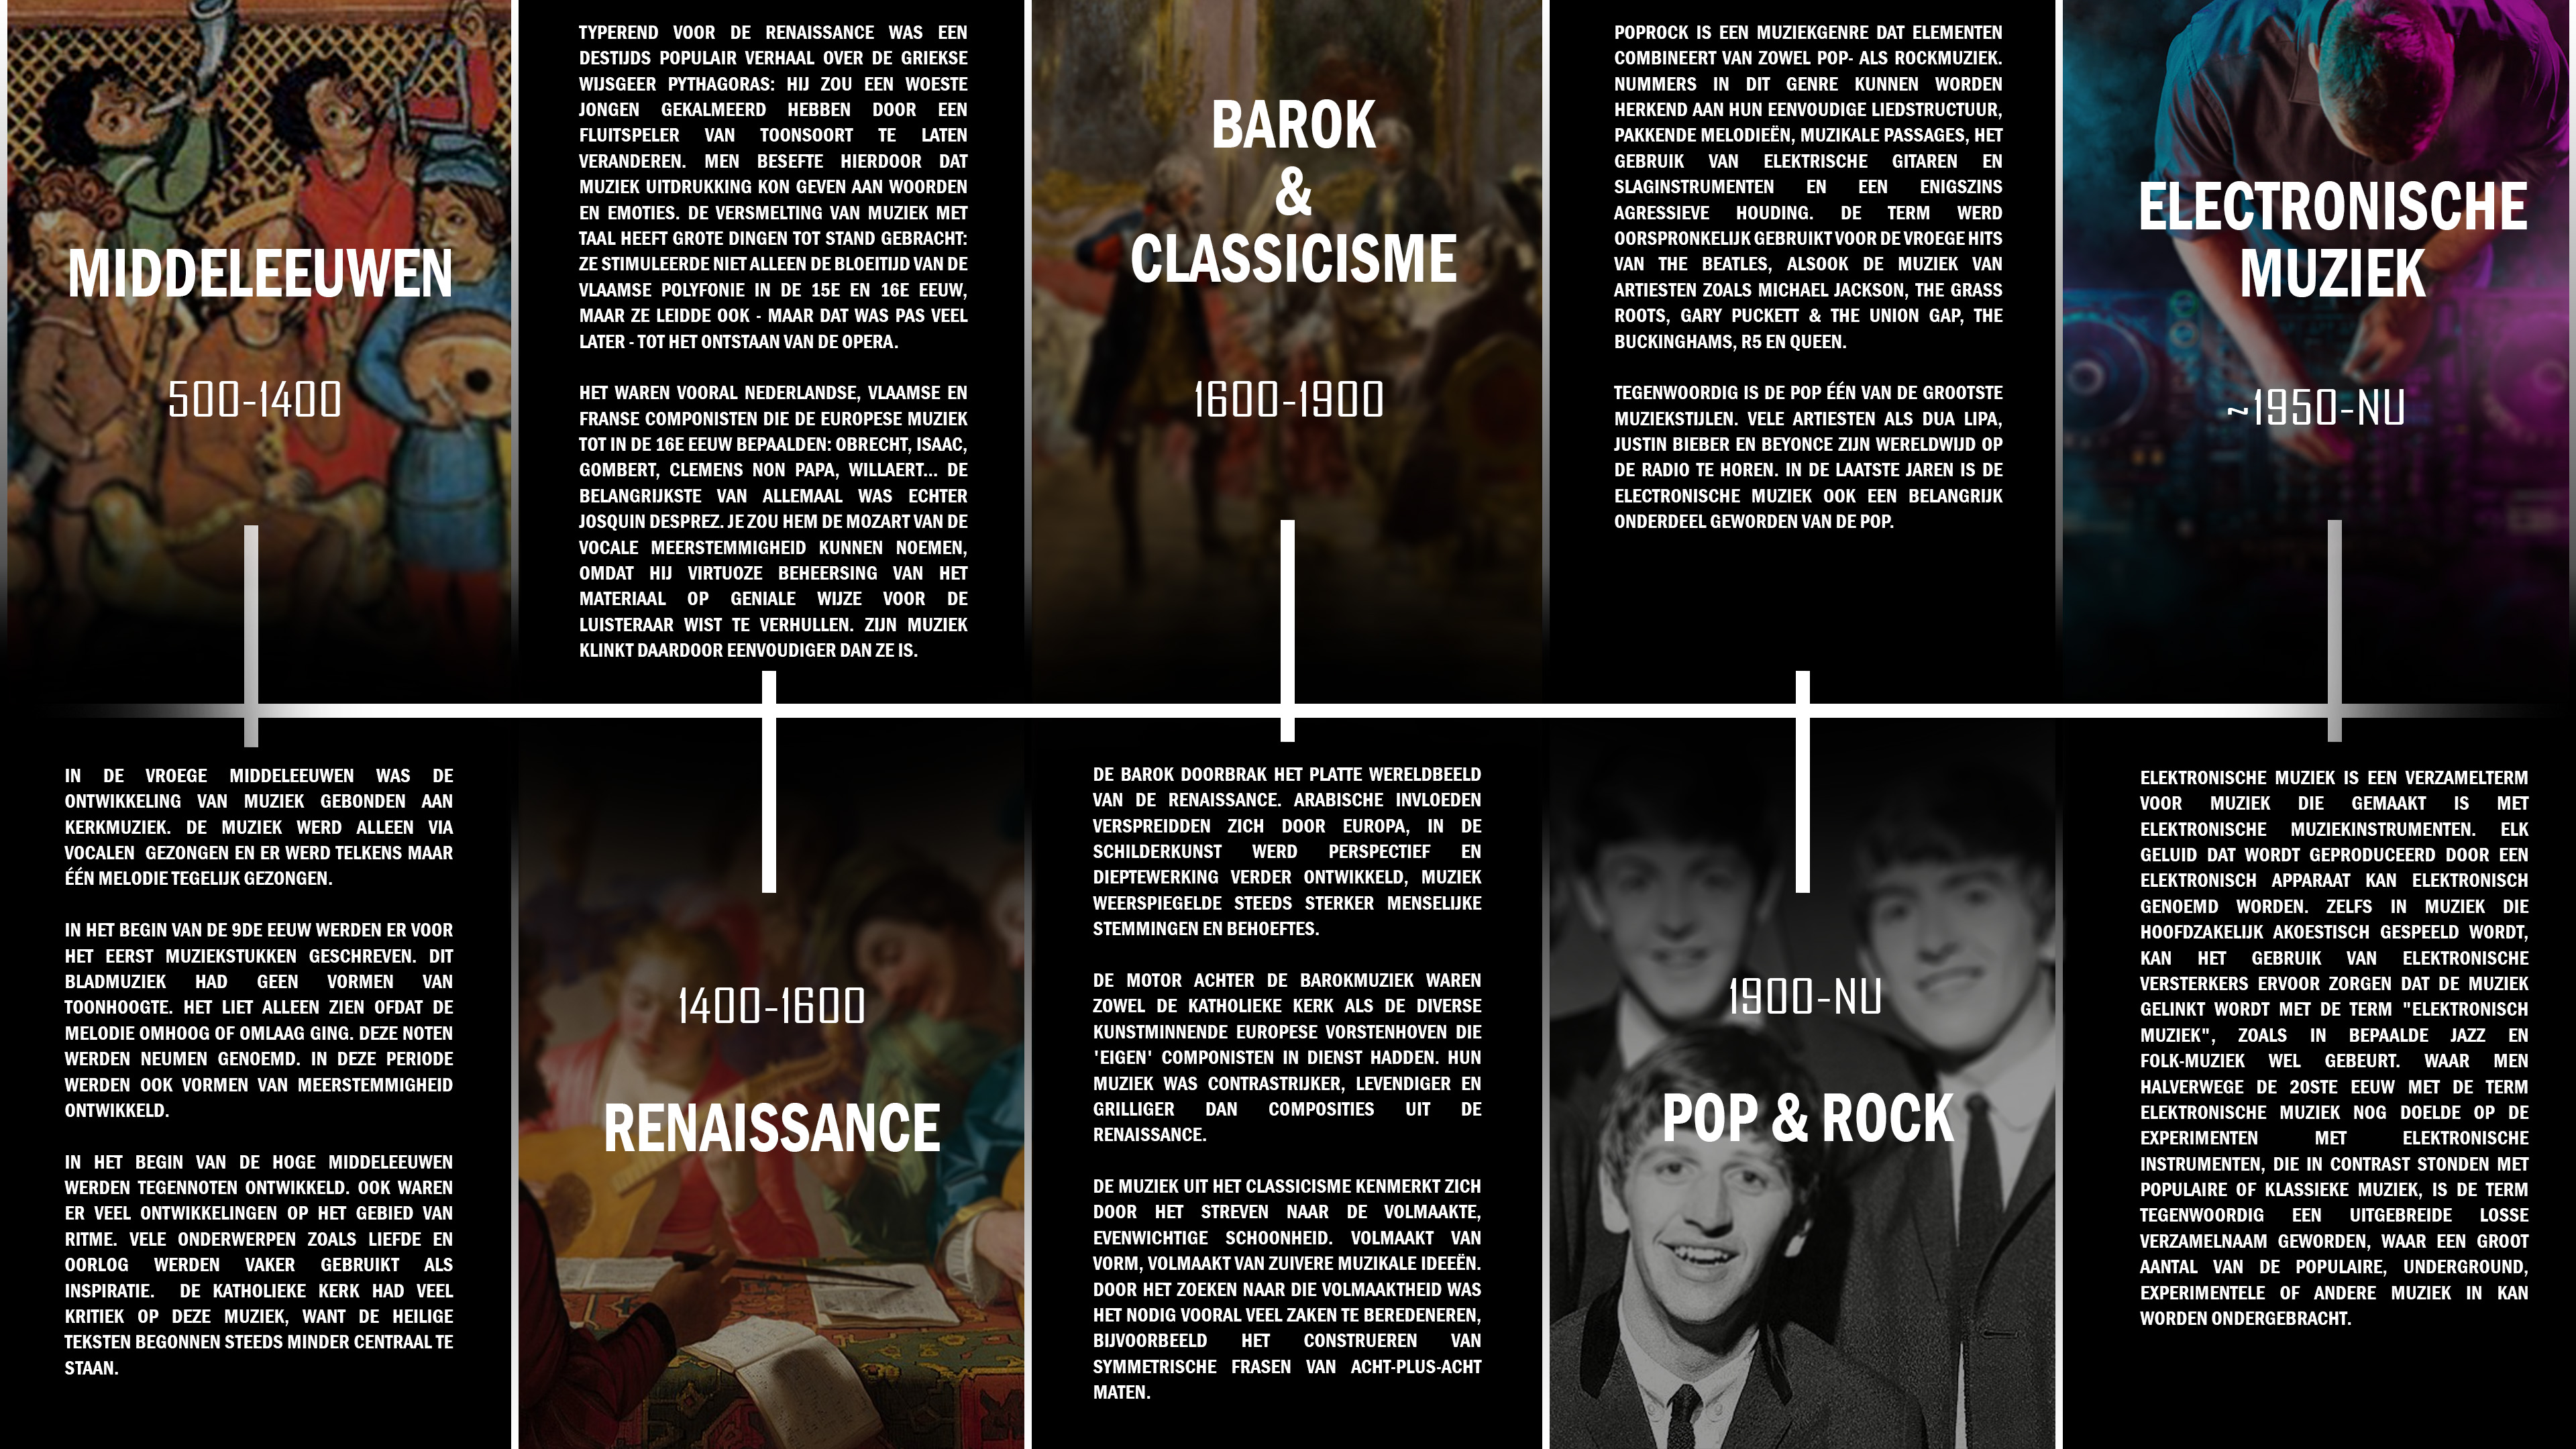 MIDDELEEUWEN
500-1400
IN DE VROEGE MIDDELEEUWEN WAS DE
ONTWIKKELING VAN MUZIEK GEBONDEN AAN
KERKMUZIEK. DE MUZIEK WERD ALLEEN VIA
VOCALEN GEZONGEN EN ER WERD TELKENS MAAR
ÉÉN MELODIE TEGELIJK GEZONGEN.
IN HET BEGIN VAN DE 9DE EEUW WERDEN ER VOOR
HET EERST MUZIEKSTUKKEN GESCHREVEN. DIT
BLADMUZIEK HAD GEEN VORMEN VAN
TOONHOOGTE. HET LIET ALLEEN ZIEN OFDAT DE
MELODIE OMHOOG OF OMLAAG GING. DEZE NOTEN
WERDEN NEUMEN GENOEMD. IN DEZE PERIODE
WERDEN OOK VORMEN VAN MEERSTEMMIGHEID
ONTWIKKELD.
IN HET BEGIN VAN DE HOGE MIDDELEEUWEN
WERDEN TEGENNOTEN ONTWIKKELD. OOK WAREN
ER VEEL ONTWIKKELINGEN OP HET GEBIED VAN
RITME. VELE ONDERWERPEN ZOALS LIEFDE EN
OORLOG WERDEN VAKER GEBRUIKT ALS
INSPIRATIE. DE KATHOLIEKE KERK HAD VEEL
KRITIEK OP DEZE MUZIEK, WANT DE HEILIGE
TEKSTEN BEGONNEN STEEDS MINDER CENTRAAL TE
STAAN.
TYPEREND VOOR DE RENAISSANCE WAS EEN
DESTIJDS POPULAIR VERHAAL OVER DE GRIEKSE
WIJSGEER PYTHAGORAS: HIJ ZOU EEN WOESTE
JONGEN GEKALMEERD HEBBEN DOOR EEN
FLUITSPELER VAN TOONSOORT TE LATEN
VERANDEREN. MEN BESEFTE HIERDOOR DAT
MUZIEK UITDRUKKING KON GEVEN AAN WOORDEN
EN EMOTIES. DE VERSMELTING VAN MUZIEK MET
TAAL HEEFT GROTE DINGEN TOT STAND GEBRACHT:
ZE STIMULEERDE NIET ALLEEN DE BLOEITIJD VAN DE
VLAAMSE POLYFONIE IN DE 15E EN 16E EEUW,
MAAR ZE LEIDDE OOK - MAAR DAT WAS PAS VEEL
LATER - TOT HET ONTSTAAN VAN DE OPERA.
HET WAREN VOORAL NEDERLANDSE, VLAAMSE EN
FRANSE COMPONISTEN DIE DE EUROPESE MUZIEK
TOT IN DE 16E EEUW BEPAALDEN: OBRECHT, ISAAC,
GOMBERT, CLEMENS NON PAPA, WILLAERT... DE
BELANGRIJKSTE VAN ALLEMAAL WAS ECHTER
JOSQUIN DESPREZ. JE ZOU HEM DE MOZART VAN DE
VOCALE MEERSTEMMIGHEID KUNNEN NOEMEN,
OMDAT HIJ VIRTUOZE BEHEERSING VAN HET
MATERIAAL OP GENIALE WIJZE VOOR DE
LUISTERAAR WIST TE VERHULLEN. ZIJN MUZIEK
KLINKT DAARDOOR EENVOUDIGER DAN ZE IS.
1400-1600
RENAISSANCE
BAROK
&
CLASSICISME
1600-1900
DE BAROK DOORBRAK HET PLATTE WERELDBEELD
VAN DE RENAISSANCE. ARABISCHE INVLOEDEN
VERSPREIDDEN ZICH DOOR EUROPA, IN DE
SCHILDERKUNST WERD PERSPECTIEF EN
DIEPTEWERKING VERDER ONTWIKKELD, MUZIEK
WEERSPIEGELDE STEEDS STERKER MENSELIJKE
STEMMINGEN EN BEHOEFTES.
DE MOTOR ACHTER DE BAROKMUZIEK WAREN
ZOWEL DE KATHOLIEKE KERK ALS DE DIVERSE
KUNSTMINNENDE EUROPESE VORSTENHOVEN DIE
'EIGEN' COMPONISTEN IN DIENST HADDEN. HUN
MUZIEK WAS CONTRASTRIJKER, LEVENDIGER EN
GRILLIGER DAN COMPOSITIES UIT DE
RENAISSANCE.
DE MUZIEK UIT HET CLASSICISME KENMERKT ZICH
DOOR HET STREVEN NAAR DE VOLMAAKTE,
EVENWICHTIGE SCHOONHEID. VOLMAAKT VAN
VORM, VOLMAAKT VAN ZUIVERE MUZIKALE IDEEËN.
DOOR HET ZOEKEN NAAR DIE VOLMAAKTHEID WAS
HET NODIG VOORAL VEEL ZAKEN TE BEREDENEREN,
BIJVOORBEELD HET CONSTRUEREN VAN
SYMMETRISCHE FRASEN VAN ACHT-PLUS-ACHT
MATEN.
POPROCK IS EEN MUZIEKGENRE DAT ELEMENTEN
COMBINEERT VAN ZOWEL POP- ALS ROCKMUZIEK.
NUMMERS IN DIT GENRE KUNNEN WORDEN
HERKEND AAN HUN EENVOUDIGE LIEDSTRUCTUUR,
PAKKENDE MELODIEËN, MUZIKALE PASSAGES, HET
GEBRUIK VAN ELEKTRISCHE GITAREN EN
SLAGINSTRUMENTEN EN EEN ENIGSZINS
AGRESSIEVE HOUDING. DE TERM WERD
OORSPRONKELIJK GEBRUIKT VOOR DE VROEGE HITS
VAN THE BEATLES, ALSOOK DE MUZIEK VAN
ARTIESTEN ZOALS MICHAEL JACKSON, THE GRASS
ROOTS, GARY PUCKETT & THE UNION GAP, THE
BUCKINGHAMS, R5 EN QUEEN.
TEGENWOORDIG IS DE POP ÉÉN VAN DE GROOTSTE
MUZIEKSTIJLEN. VELE ARTIESTEN ALS DUA LIPA,
JUSTIN BIEBER EN BEYONCE ZIJN WERELDWIJD OP
DE RADIO TE HOREN. IN DE LAATSTE JAREN IS DE
ELECTRONISCHE MUZIEK OOK EEN BELANGRIJK
ONDERDEEL GEWORDEN VAN DE POP.
1900-NU
POP & ROCK
ELECTRONISCHE
MUZIEK
~1950-NU
ELEKTRONISCHE MUZIEK IS EEN VERZAMELTERM
VOOR MUZIEK DIE GEMAAKT IS MET
ELEKTRONISCHE MUZIEKINSTRUMENTEN. ELK
GELUID DAT WORDT GEPRODUCEERD DOOR EEN
ELEKTRONISCH APPARAAT KAN ELEKTRONISCH
GENOEMD WORDEN. ZELFS IN MUZIEK DIE
HOOFDZAKELIJK AKOESTISCH GESPEELD WORDT,
KAN HET GEBRUIK VAN ELEKTRONISCHE
VERSTERKERS ERVOOR ZORGEN DAT DE MUZIEK
GELINKT WORDT MET DE TERM "ELEKTRONISCH
MUZIEK", ZOALS IN BEPAALDE JAZZ EN
FOLK-MUZIEK WEL GEBEURT. WAAR MEN
HALVERWEGE DE 20STE EEUW MET DE TERM
ELEKTRONISCHE MUZIEK NOG DOELDE OP DE
EXPERIMENTEN MET ELEKTRONISCHE
INSTRUMENTEN, DIE IN CONTRAST STONDEN MET
POPULAIRE OF KLASSIEKE MUZIEK, IS DE TERM
TEGENWOORDIG EEN UITGEBREIDE LOSSE
VERZAMELNAAM GEWORDEN, WAAR EEN GROOT
AANTAL VAN DE POPULAIRE, UNDERGROUND,
EXPERIMENTELE OF ANDERE MUZIEK IN KAN
WORDEN ONDERGEBRACHT.